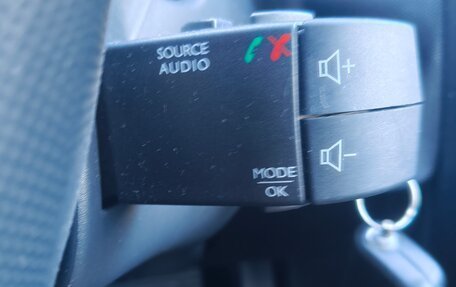 SOURCE
AUDIO
+
MODE
OK
-